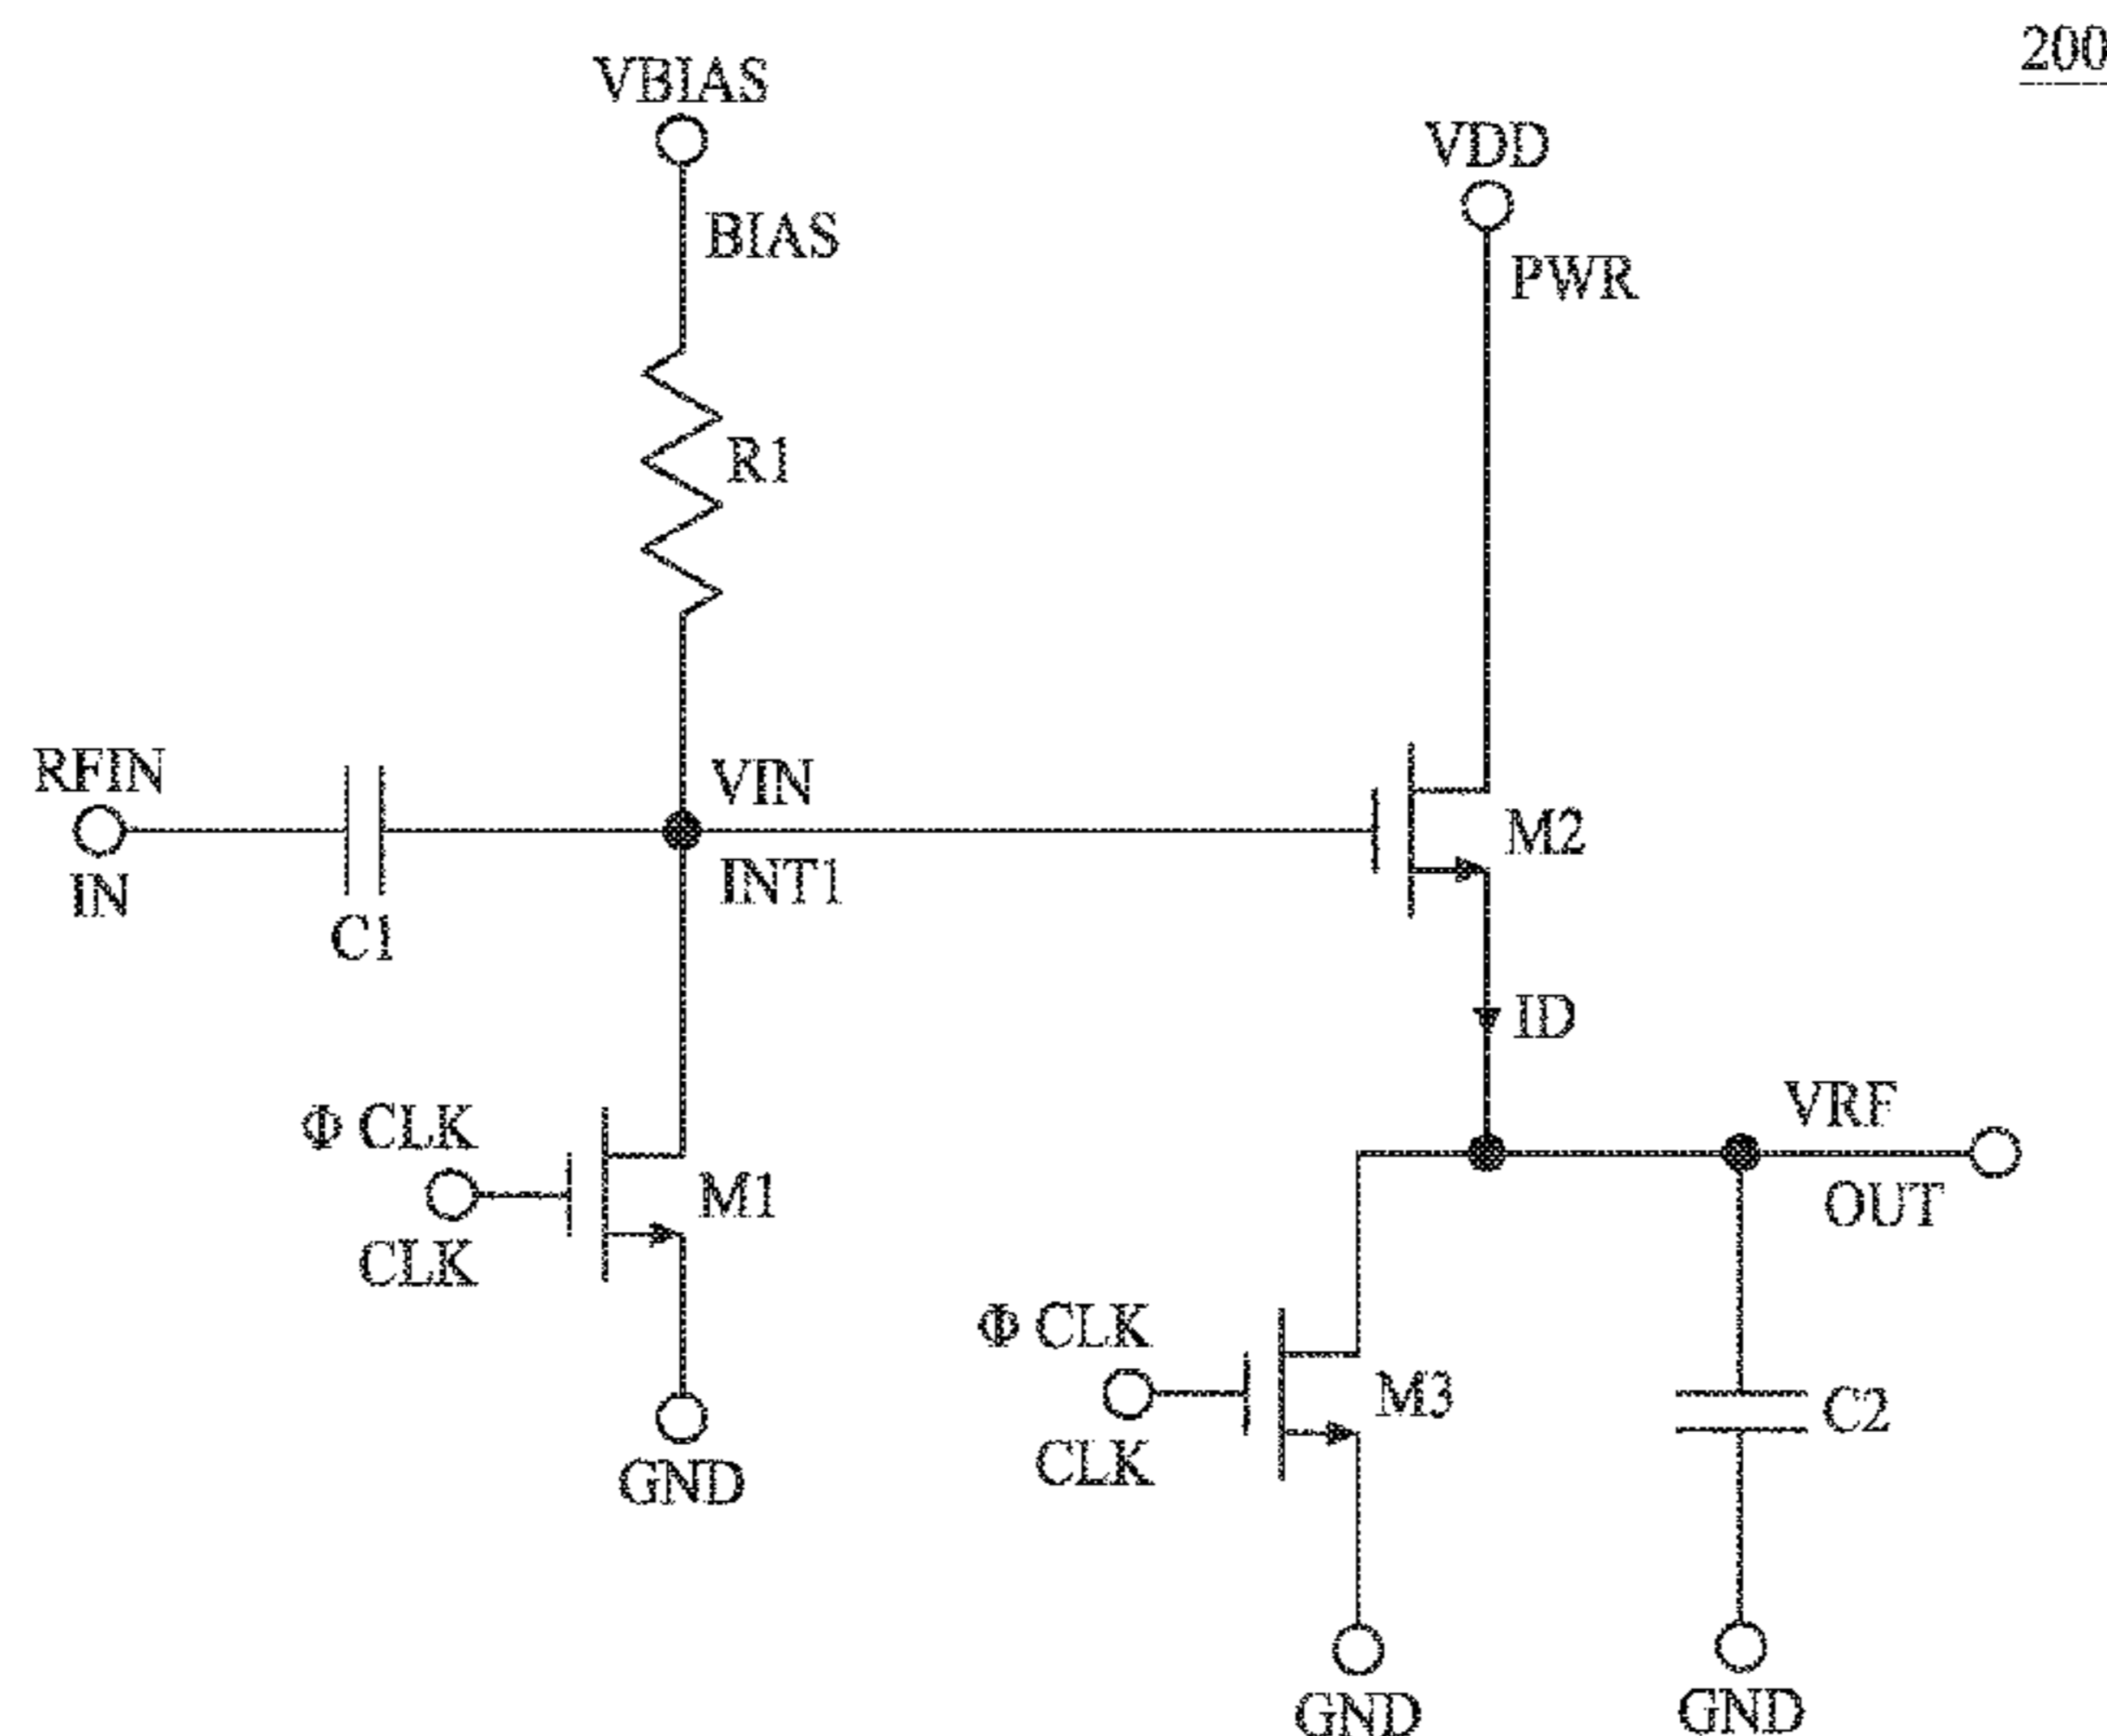 200
VBIAS
BIAS
VDD
PWR
R1
RFIN
IN
C1
VIN
INT1
M2
ID
Φ CLK
CLK
M1
GND
VRF
OUT
Φ CLK
CLK
M3
C2
GND
GND